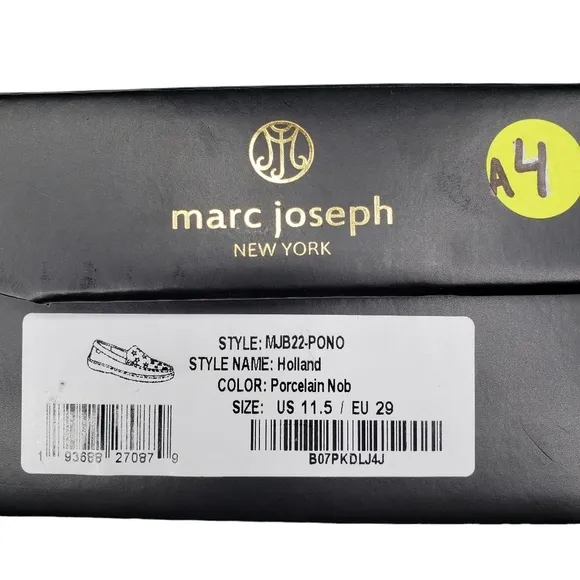 marc joseph
NEW YORK
A4
STYLE: MJB22-PONO
STYLE NAME: Holland
COLOR: Porcelain Nob
SIZE: US 11.5 / EU 29
1 93688 27087 9
B07PKDLJ4J